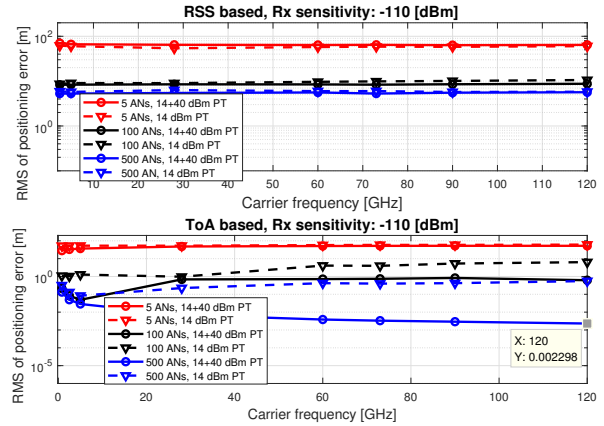 RSS based, Rx sensitivity: -110 [dBm]
RMS of positioning error [m]
10^2
10^0
5 ANs, 14+40 dBm PT
5 ANs, 14 dBm PT
100 ANs, 14+40 dBm PT
100 ANs, 14 dBm PT
500 ANs, 14+40 dBm PT
500 AN, 14 dBm PT
10 20 30 40 50 60 70 80 90 100 110 120
Carrier frequency [GHz]
ToA based, Rx sensitivity: -110 [dBm]
RMS of positioning error [m]
10^0
10^-5
5 ANs, 14+40 dBm PT
5 ANs, 14 dBm PT
100 ANs, 14+40 dBm PT
100 ANs, 14 dBm PT
500 ANs, 14+40 dBm PT
500 ANs, 14 dBm PT
X: 120
Y: 0.002298
0 20 40 60 80 100 120
Carrier frequency [GHz]